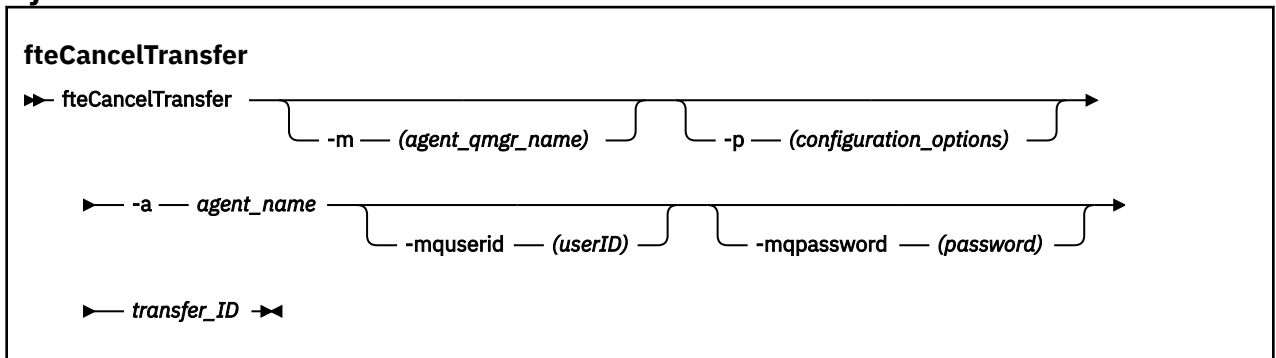 fteCancelTransfer
fteCancelTransfer
-m (agent_qmgr_name) -p (configuration_options)
-a agent_name
-mquserid (userID) -mqpassword (password)
transfer_ID